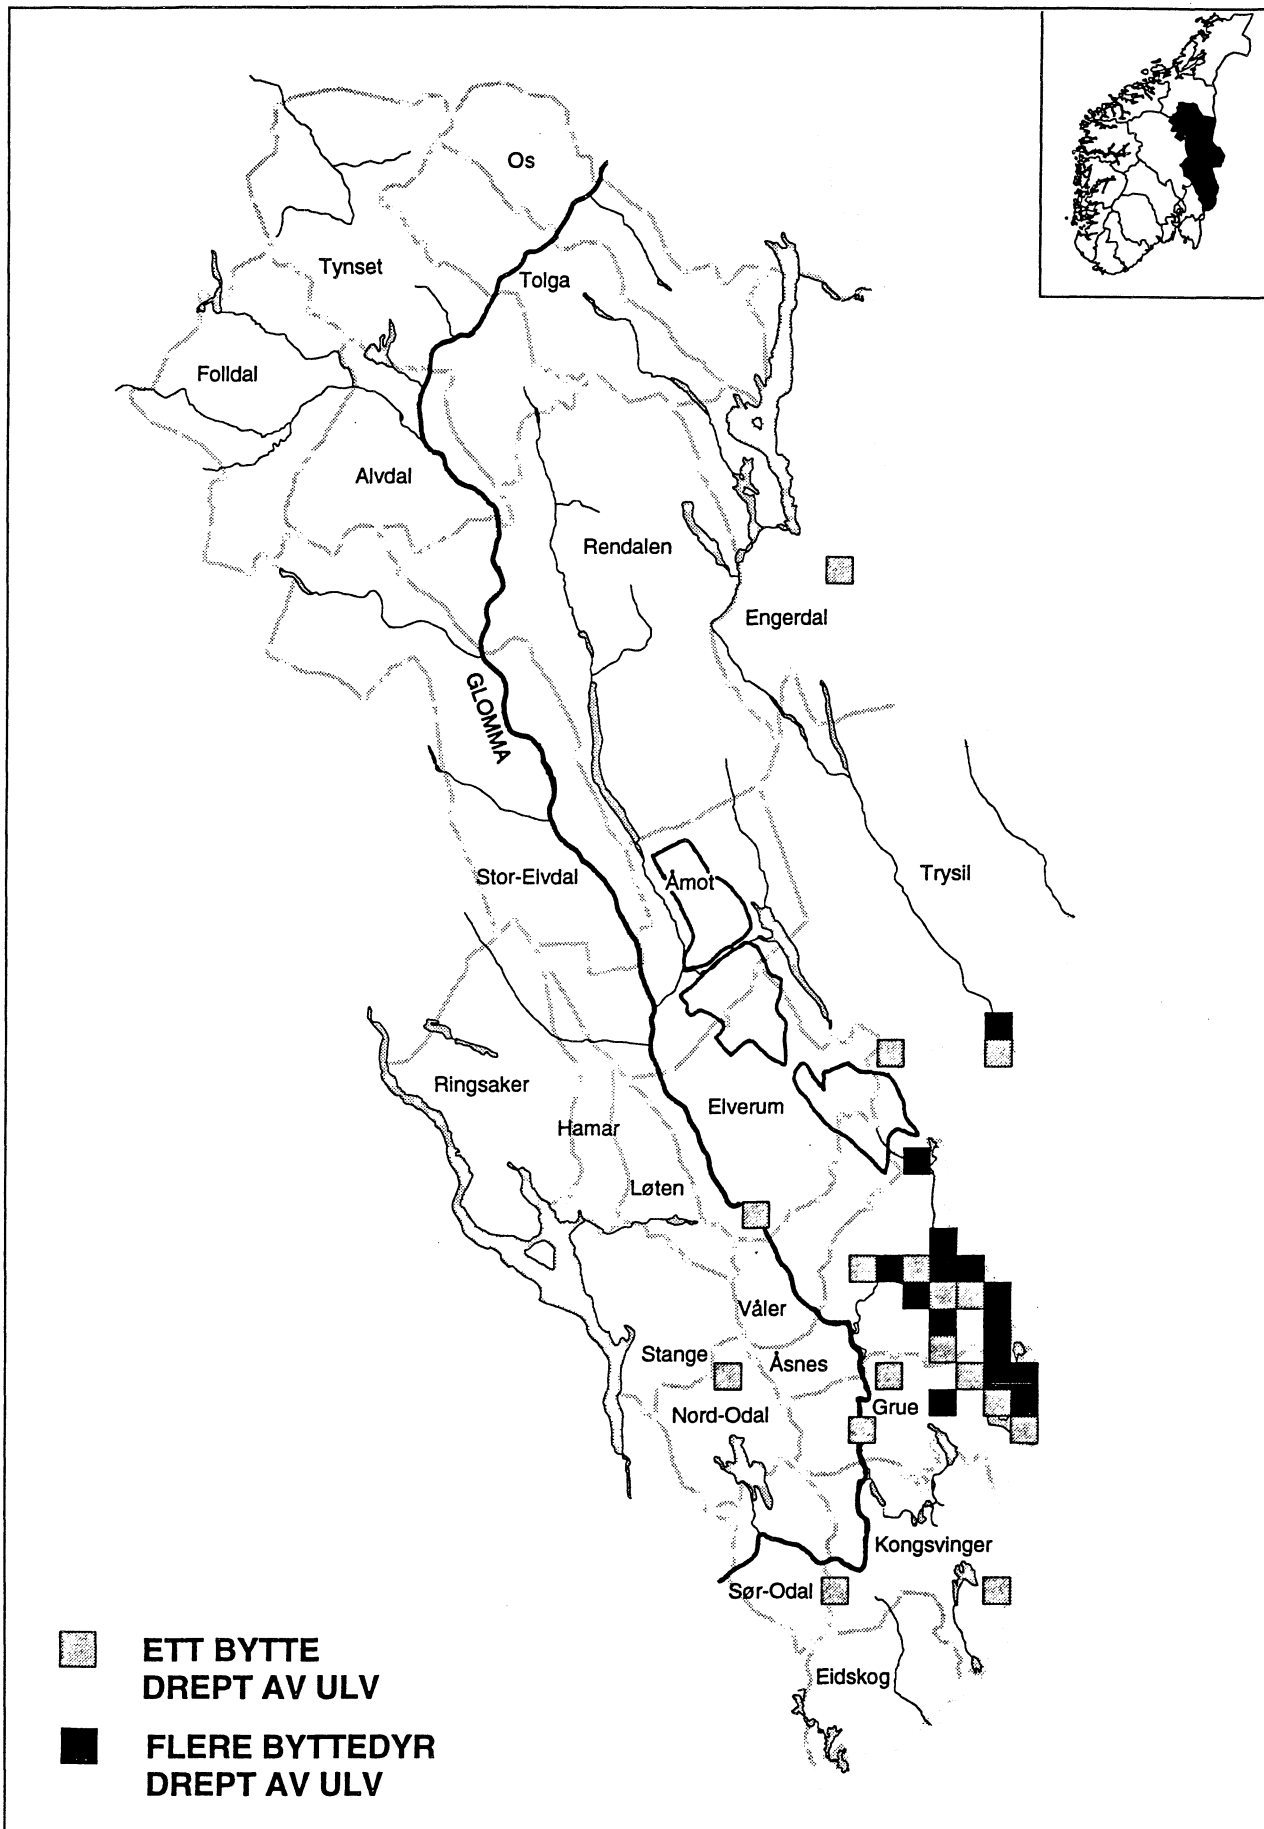 Os
Tynset
Tolga
Folldal
Alvdal
Rendalen
Engerdal
GLOMMA
Stor-Elvdal
Åmot
Trysil
Ringsaker
Elverum
Hamar
Løten
Våler
Stange
Åsnes
Nord-Odal
Grue
Kongsvinger
Sør-Odal
Eidskog
ETT BYTTE
DREPT AV ULV
FLERE BYTTEDYR
DREPT AV ULV